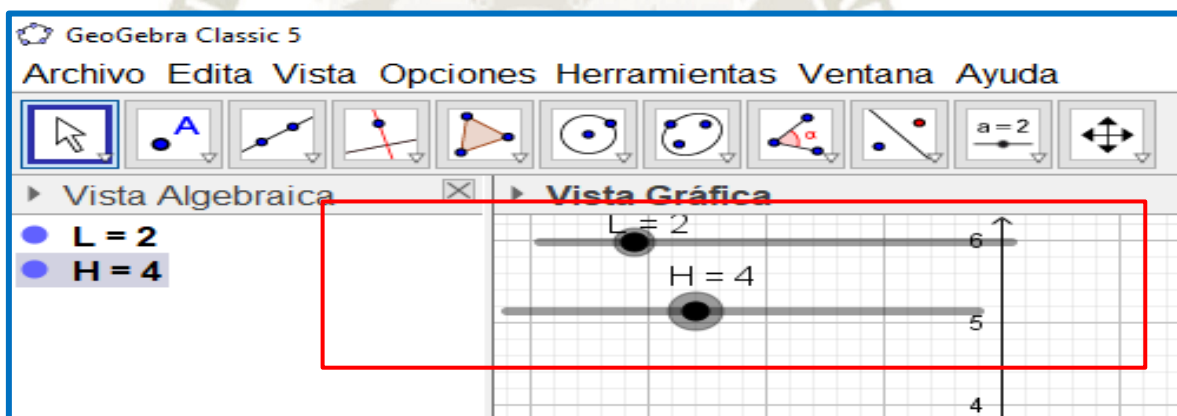 GeoGebra Classic 5
Archivo Edita Vista Opciones Herramientas Ventana Ayuda
A α a = 2
Vista Algebraica Vista Gráfica
L = 2
H = 4
L = 2
6
H = 4
5
4